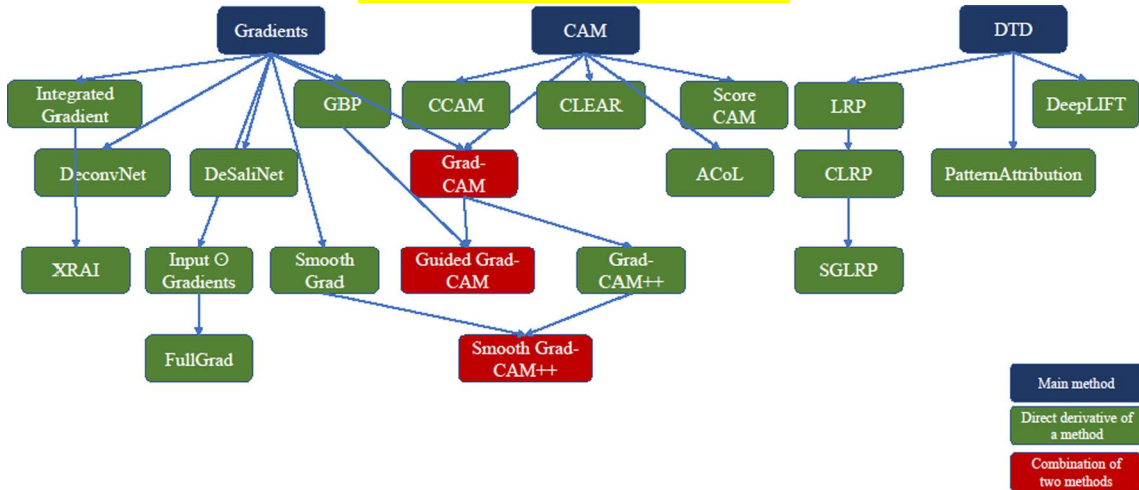 Gradients
CAM
DTD
Integrated
Gradient
GBP
CCAM
CLEAR
Score
CAM
LRP
DeepLIFT
DeconvNet
DeSaliNet
Grad-
CAM
ACoL
CLRP
PatternAttribution
XRAI
Input ⊙
Gradients
Smooth
Grad
Guided Grad-
CAM
Grad-
CAM++
SGLRP
FullGrad
Smooth Grad-
CAM++
Main method
Direct derivative of
a method
Combination of
two methods